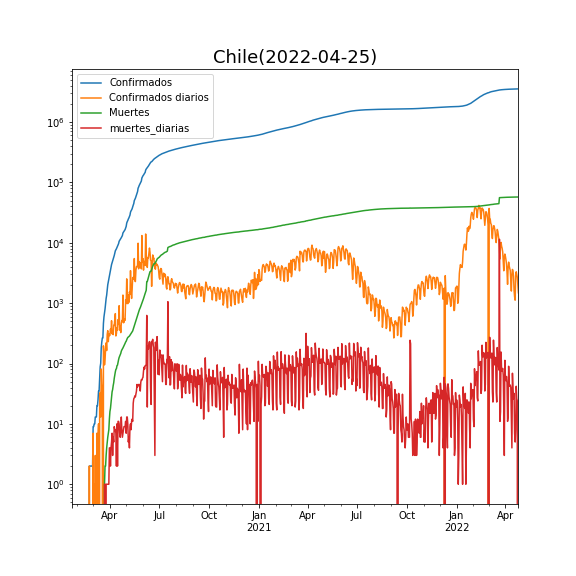 Chile(2022-04-25)
Confirmados
Confirmados diarios
Muertes
muertes_diarias
10⁶
10⁵
10⁴
10³
10²
10¹
10⁰
Apr Jul Oct Jan Apr Jul Oct Jan Apr
2021 2022